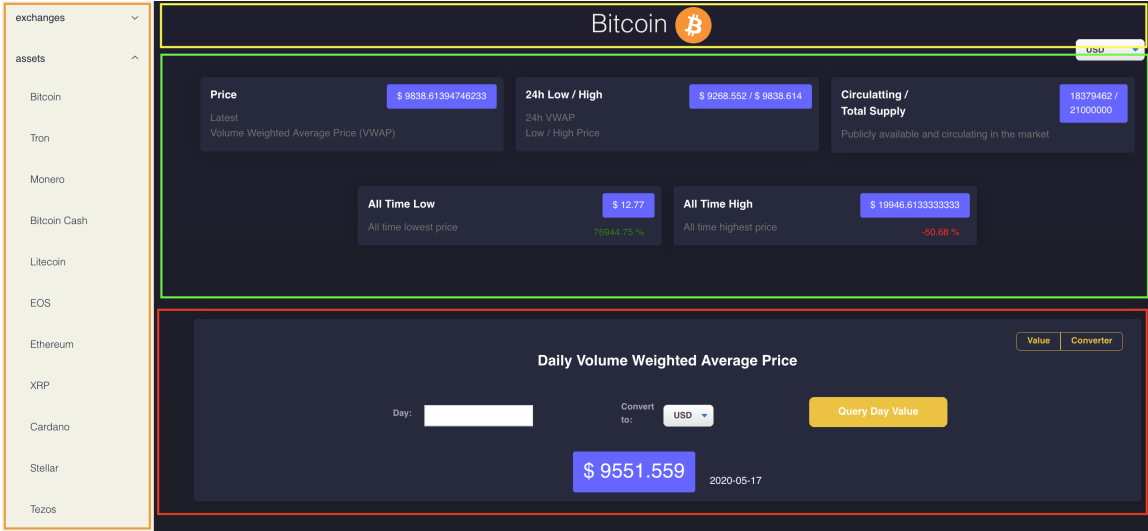 exchanges
assets
Bitcoin
Tron
Monero
Bitcoin Cash
Litecoin
EOS
Ethereum
XRP
Cardano
Stellar
Tezos
Bitcoin
USD
Price
$ 9838.61394746233
Latest
Volume Weighted Average Price (VWAP)
24h Low / High
$ 9268.552 / $ 9838.614
24h VWAP
Low / High Price
Circulatting /
Total Supply
18379462 /
21000000
Publicly available and circulating in the market
All Time Low
$ 12.77
All time lowest price
76944.75 %
All Time High
$ 19946.6133333333
All time highest price
-50.68 %
Value
Converter
Daily Volume Weighted Average Price
Day:
Convert
to:
USD
Query Day Value
$ 9551.559
2020-05-17